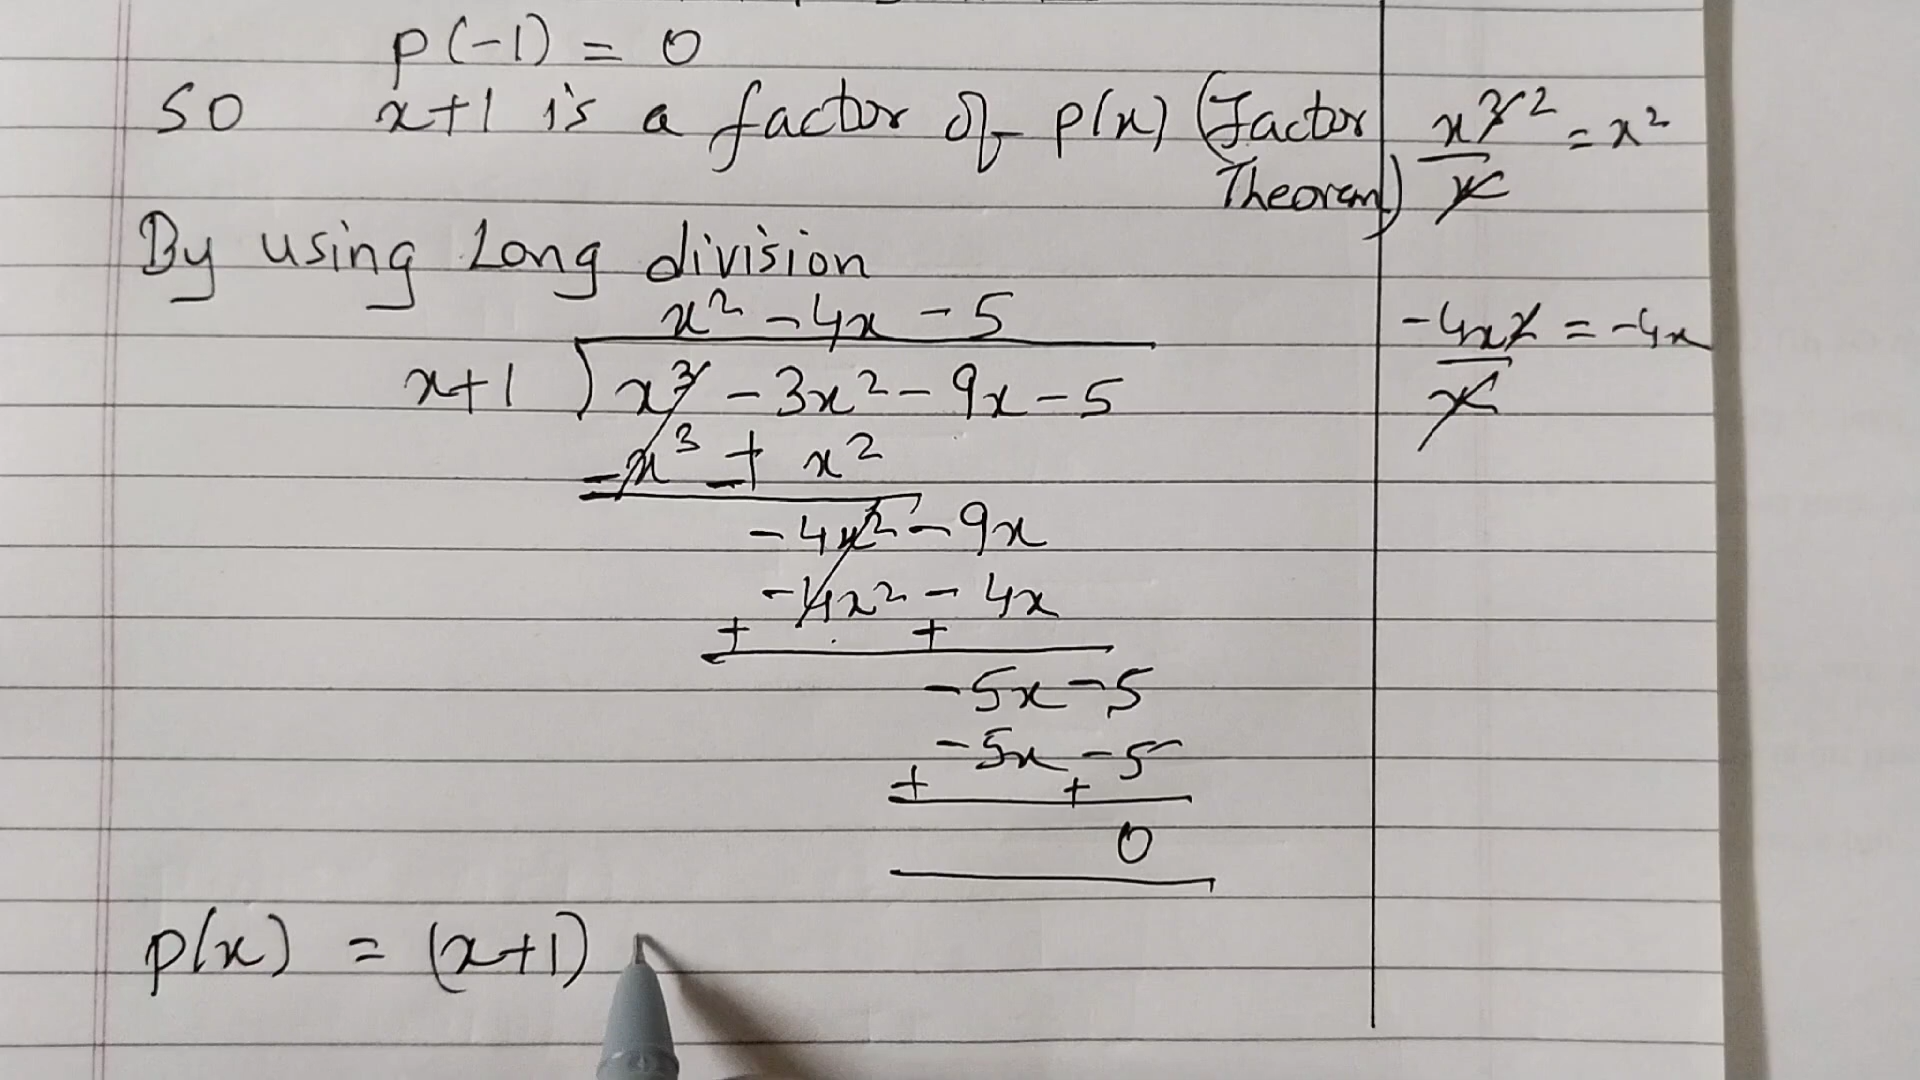 p(-1) = 0
so x+1 is a factor of p(x) (Factor Theorem)
x³ ² / x = x²
By using Long division
x² - 4x - 5
x+1 ) x³ - 3x² - 9x - 5
x³ + x²
- -
-4x² - 9x
-4x² - 4x
+ +
-5x - 5
-5x - 5
+ +
0
-4x² / x = -4x
p(x) = (x+1)